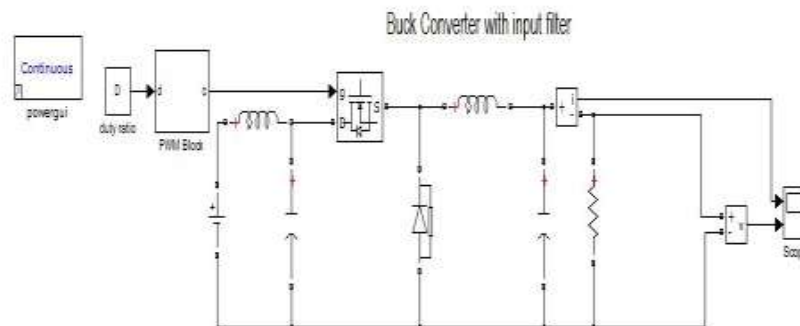 Buck Converter with input filter
Continuous
powergui
D
duty ratio
d
PWM Block
g
D
S
+
-
i
+
-
v